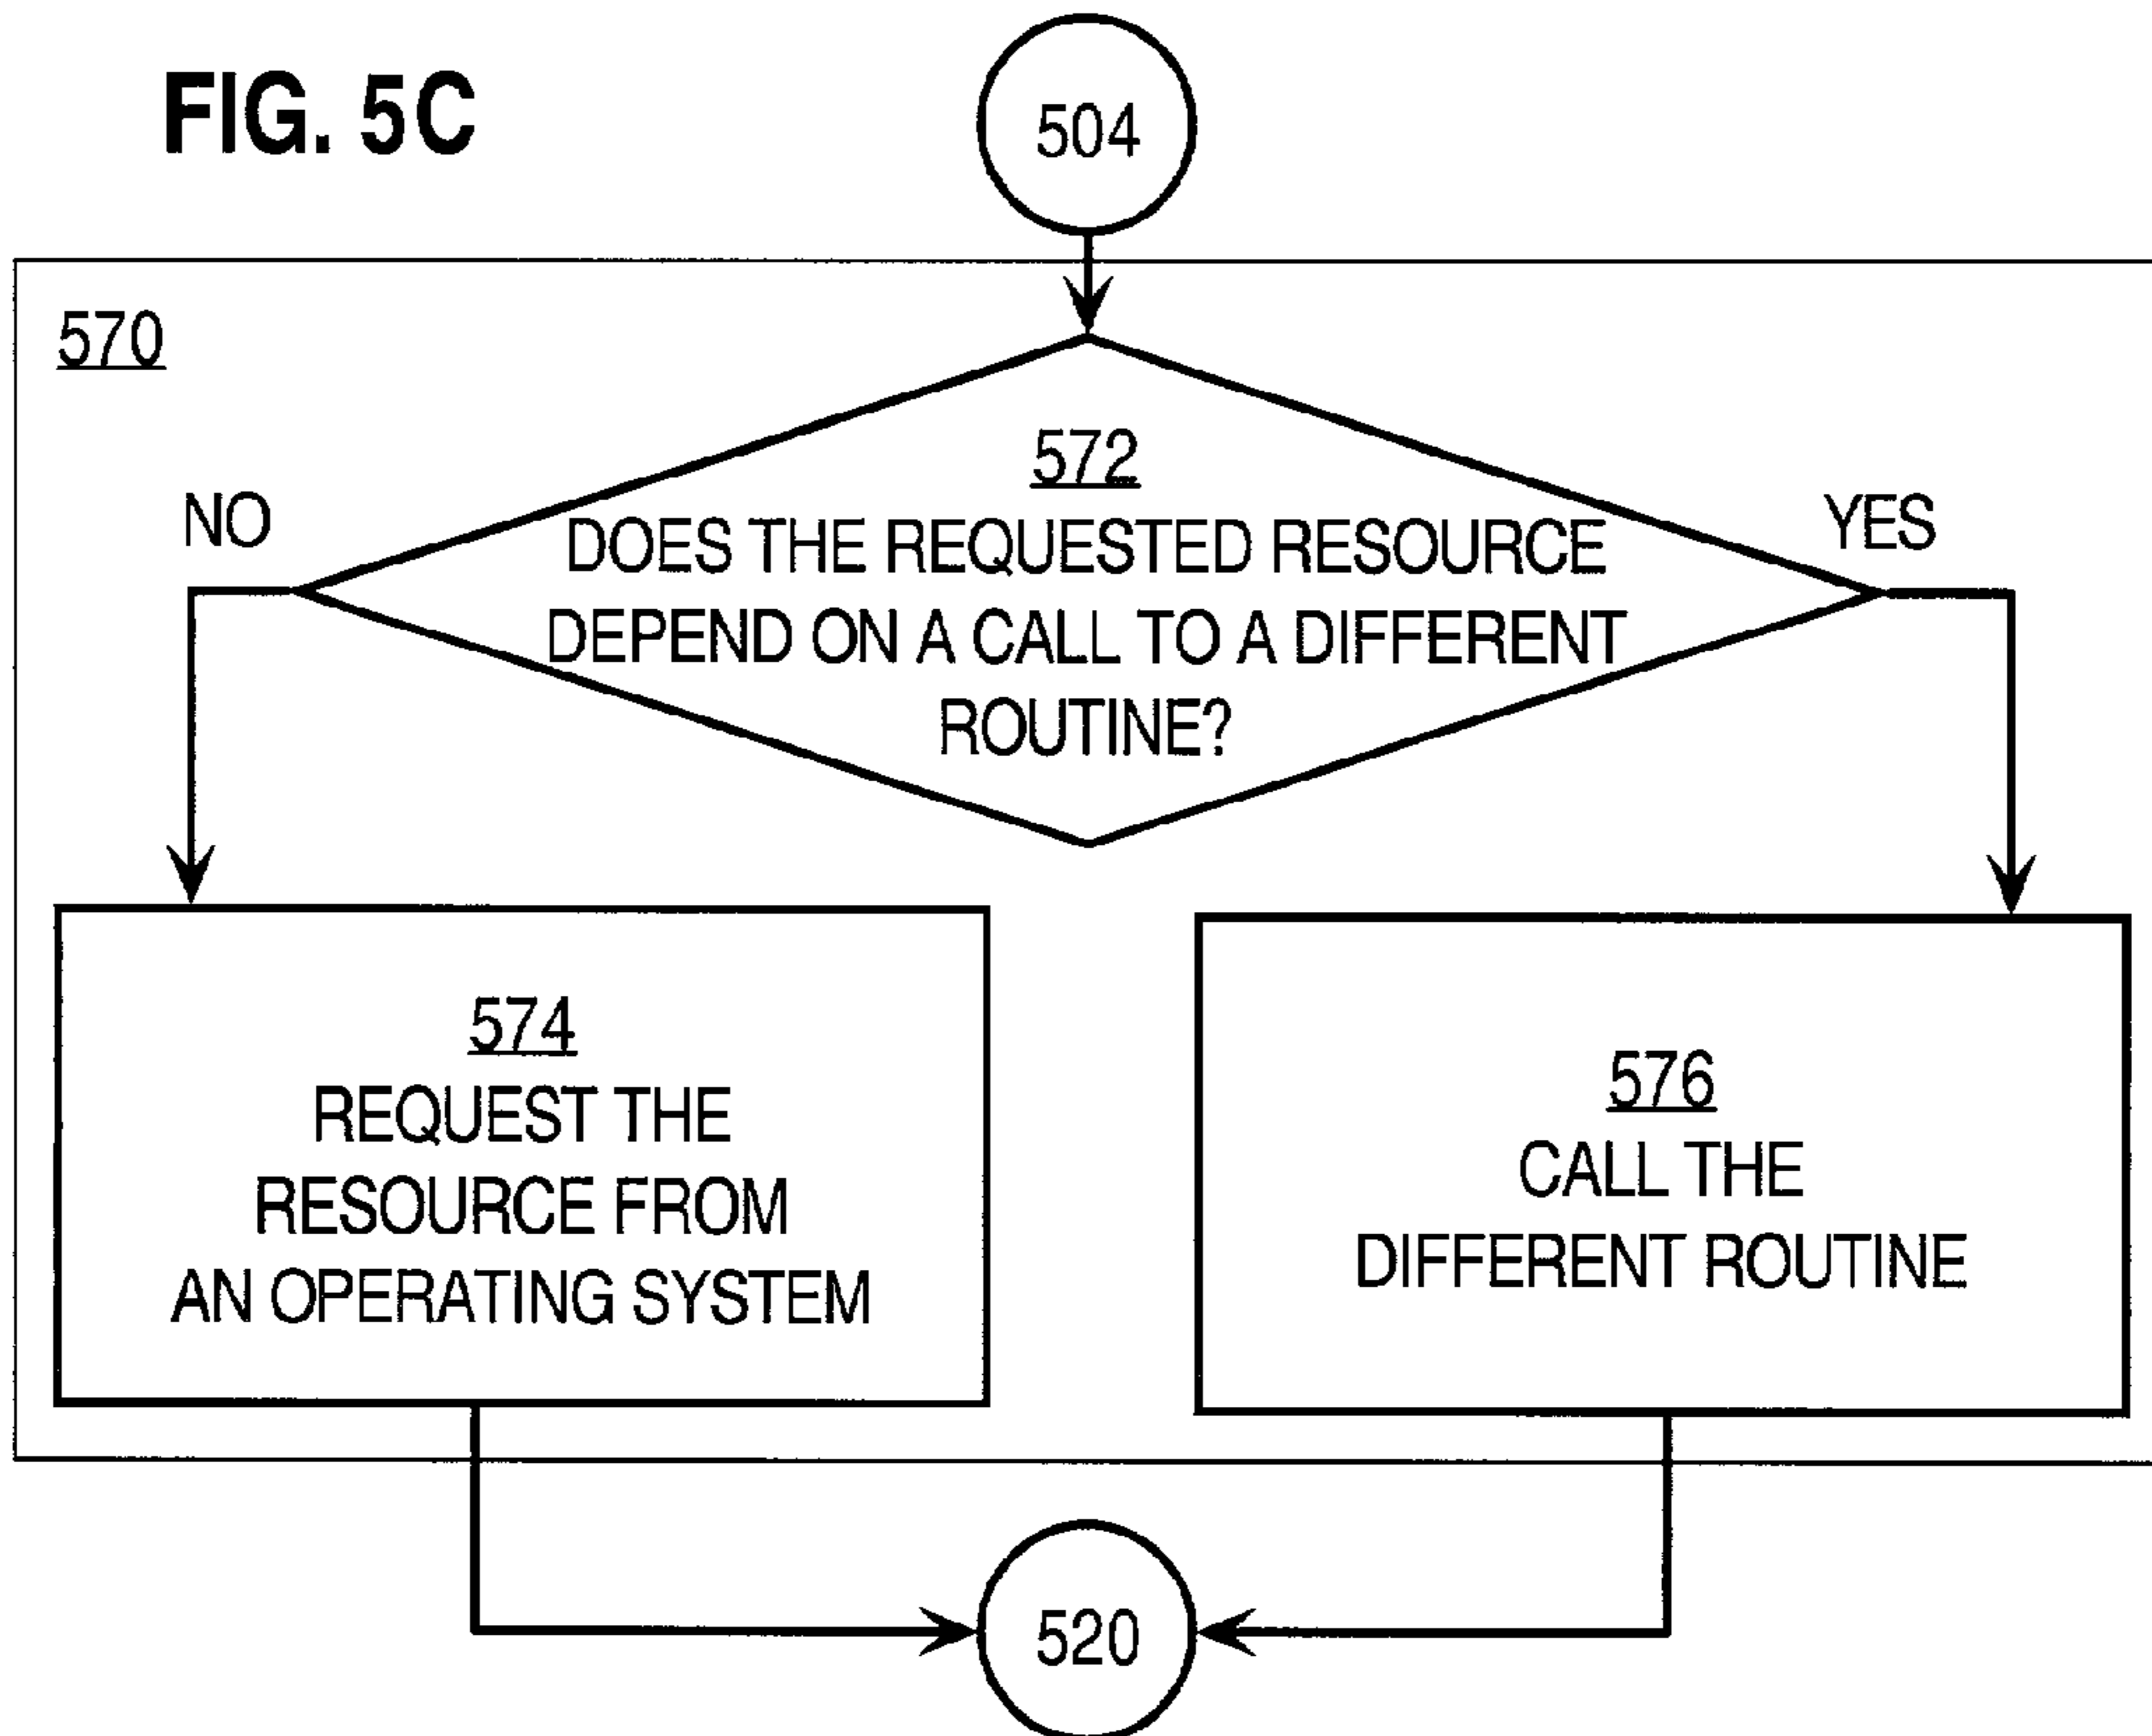 FIG. 5C
504
570
572
DOES THE REQUESTED RESOURCE
DEPEND ON A CALL TO A DIFFERENT
ROUTINE?
NO
YES
574
REQUEST THE
RESOURCE FROM
AN OPERATING SYSTEM
576
CALL THE
DIFFERENT ROUTINE
520